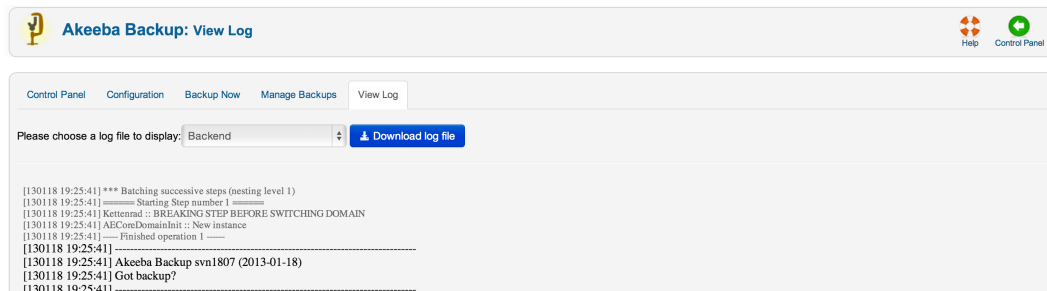 Akeeba Backup: View Log
Help
Control Panel
Control Panel Configuration Backup Now Manage Backups View Log
Please choose a log file to display: Backend Download log file
[130118 19:25:41] *** Batching successive steps (nesting level 1)
[130118 19:25:41] ====== Starting Step number 1 ======
[130118 19:25:41] Kettenrad :: BREAKING STEP BEFORE SWITCHING DOMAIN
[130118 19:25:41] AECoreDomainInit :: New instance
[130118 19:25:41] ----- Finished operation 1 ------
[130118 19:25:41] --------------------------------------------------------------------------------
[130118 19:25:41] Akeeba Backup svn1807 (2013-01-18)
[130118 19:25:41] Got backup?
[130118 19:25:41] --------------------------------------------------------------------------------